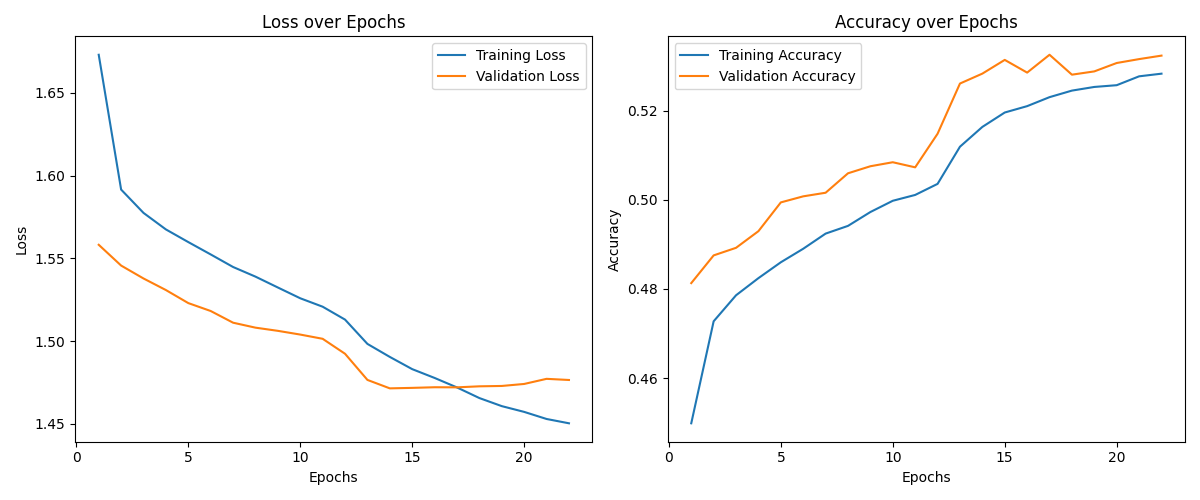 Loss over Epochs
Training Loss
Validation Loss
1.65
1.60
1.55
1.50
1.45
Loss
0
5
10
15
20
Epochs
Accuracy over Epochs
Training Accuracy
Validation Accuracy
0.52
0.50
0.48
0.46
Accuracy
0
5
10
15
20
Epochs